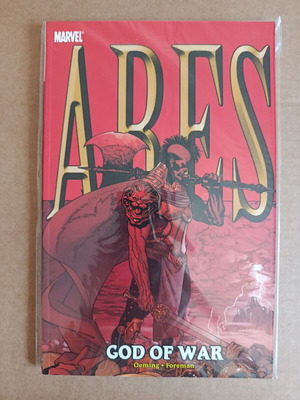 MARVEL
ARES
GOD OF WAR
Oeming • Foreman